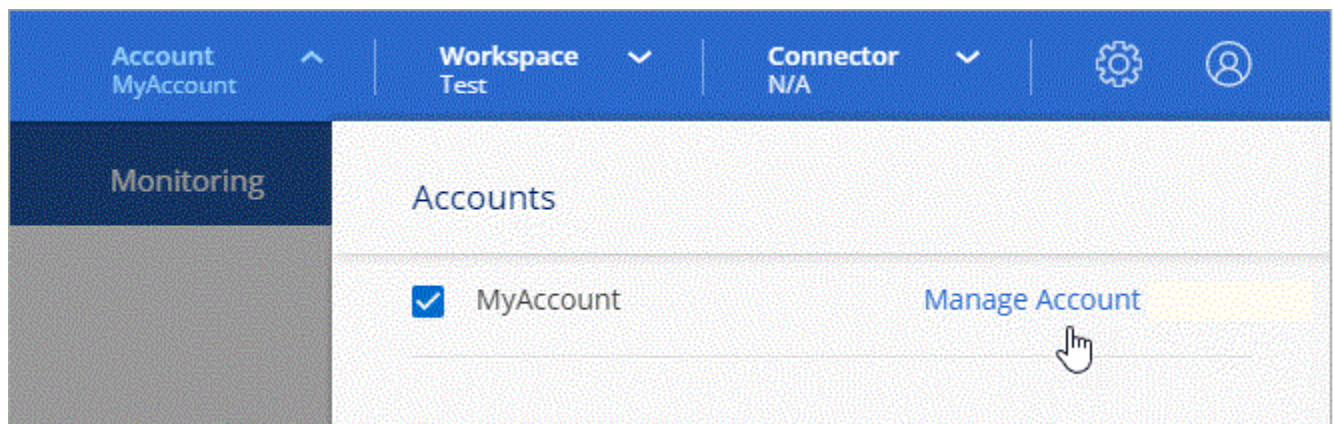 Account
MyAccount
Workspace
Test
Connector
N/A
Monitoring
Accounts
MyAccount
Manage Account